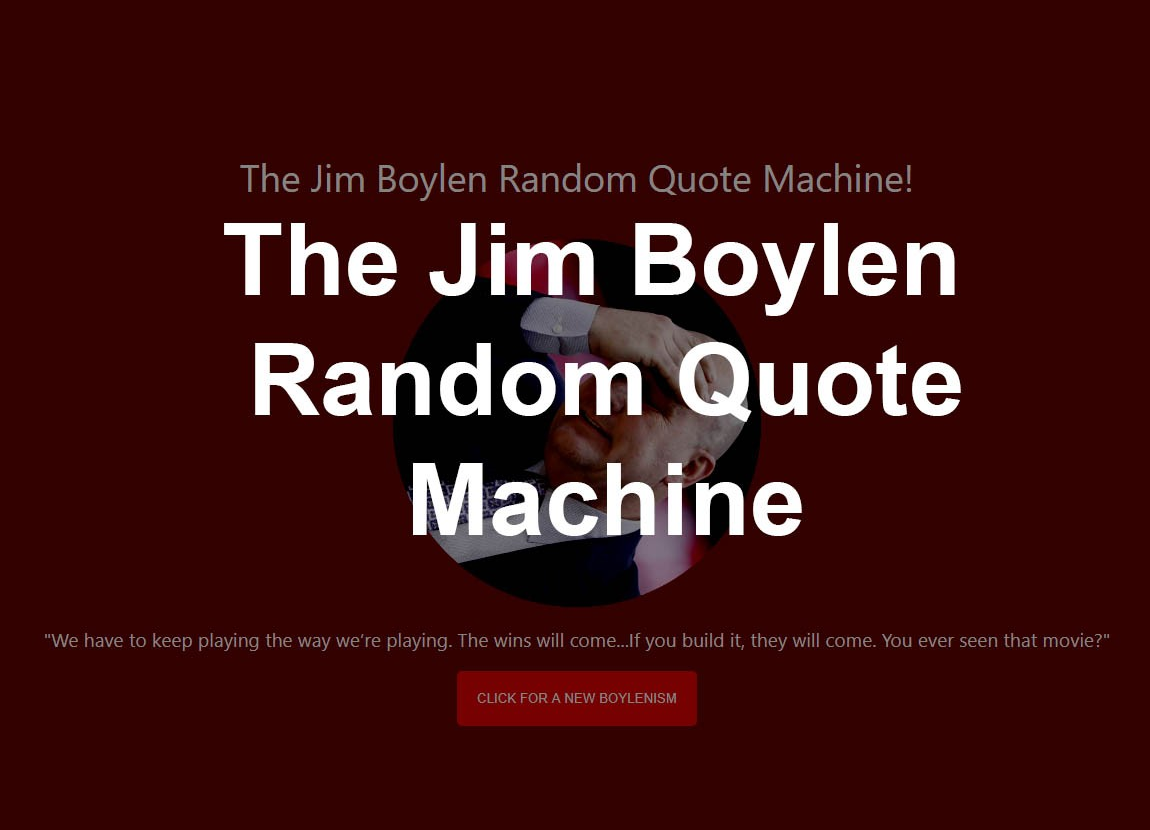 The Jim Boylen Random Quote Machine!
The Jim Boylen
Random Quote
Machine
"We have to keep playing the way we’re playing. The wins will come...If you build it, they will come. You ever seen that movie?"
CLICK FOR A NEW BOYLENISM